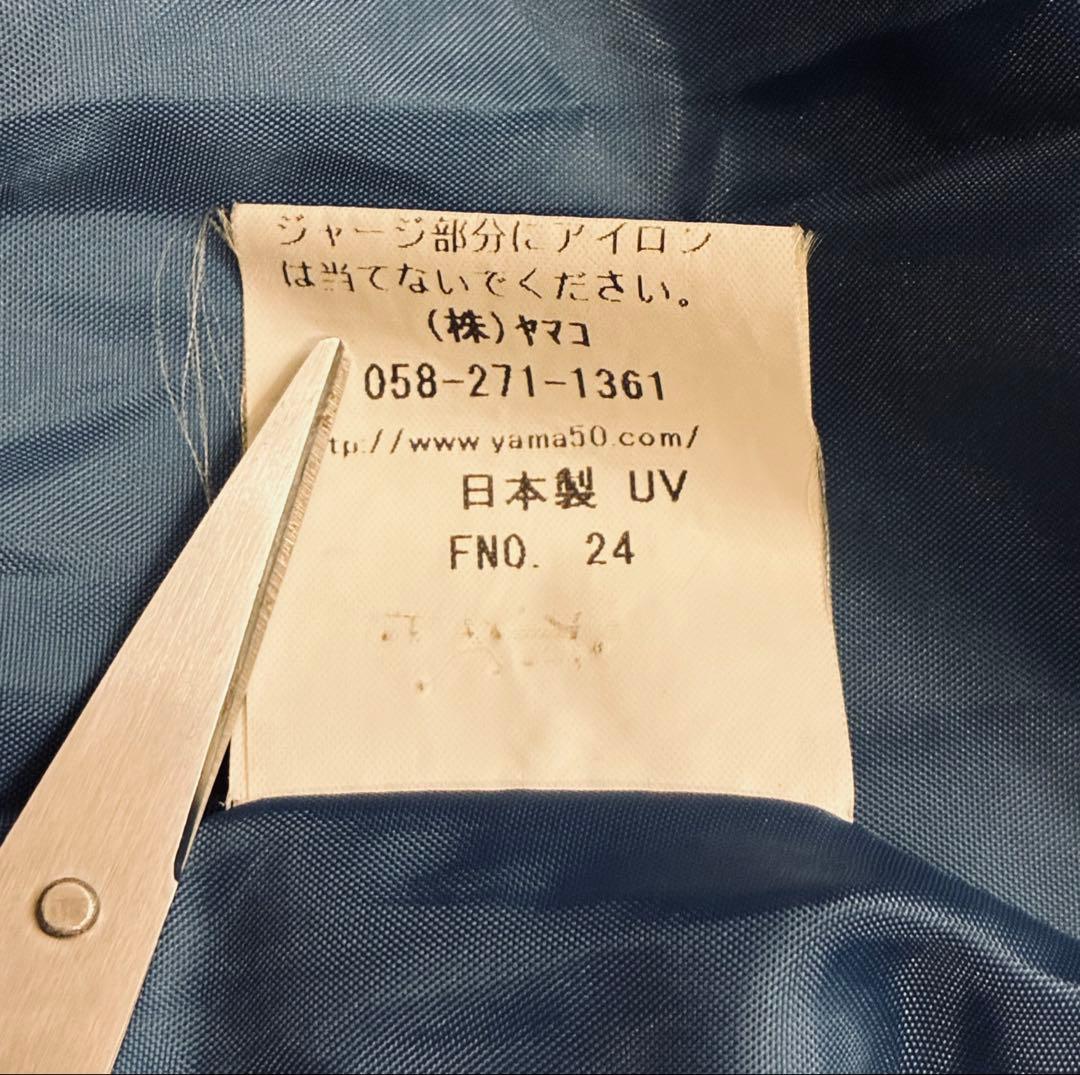 ジャージ部分にアイロン
は当てないでください。
(株)ヤマコ
058-271-1361
tp://www.yama50.com/
日本製 UV
FNO. 24